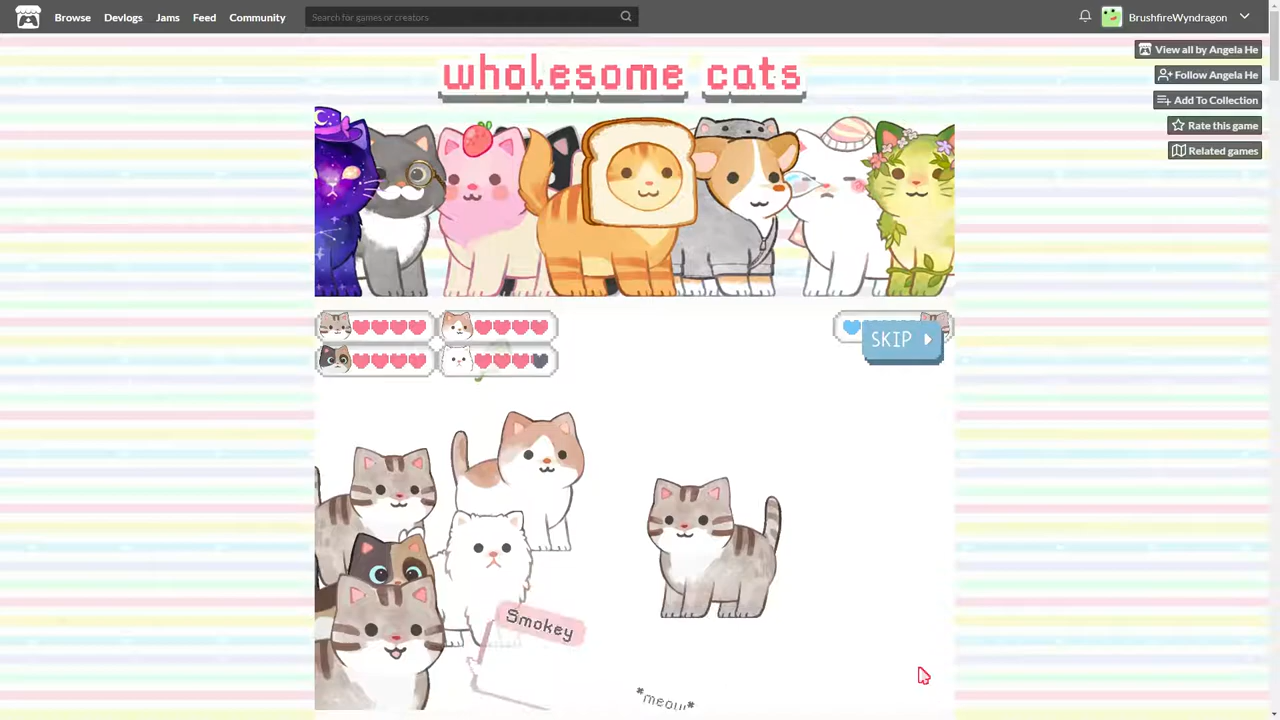 Browse Devlogs Jams Feed Community Search for games or creators BrushfireWyndragon
View all by Angela He
Follow Angela He
Add To Collection
Rate this game
Related games
wholesome cats
SKIP
Smokey
*meow*